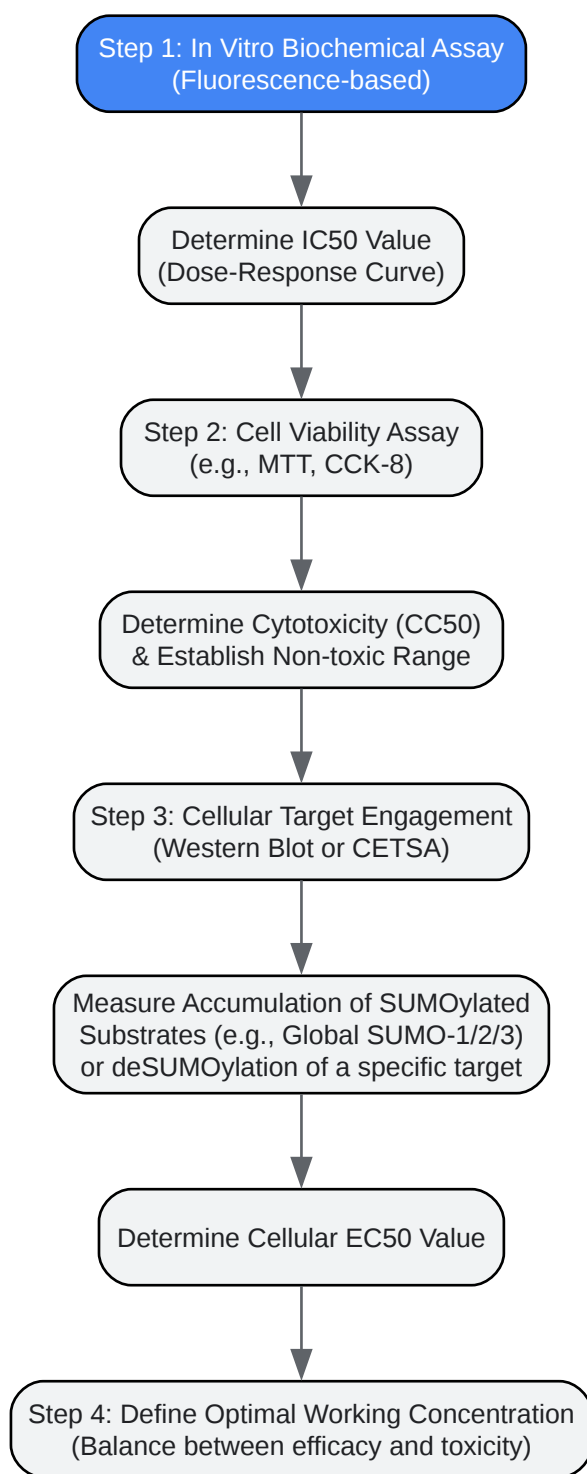 Step 1: In Vitro Biochemical Assay
(Fluorescence-based)
Determine IC50 Value
(Dose-Response Curve)
Step 2: Cell Viability Assay
(e.g., MTT, CCK-8)
Determine Cytotoxicity (CC50)
& Establish Non-toxic Range
Step 3: Cellular Target Engagement
(Western Blot or CETSA)
Measure Accumulation of SUMOylated
Substrates (e.g., Global SUMO-1/2/3)
or deSUMOylation of a specific target
Determine Cellular EC50 Value
Step 4: Define Optimal Working Concentration
(Balance between efficacy and toxicity)